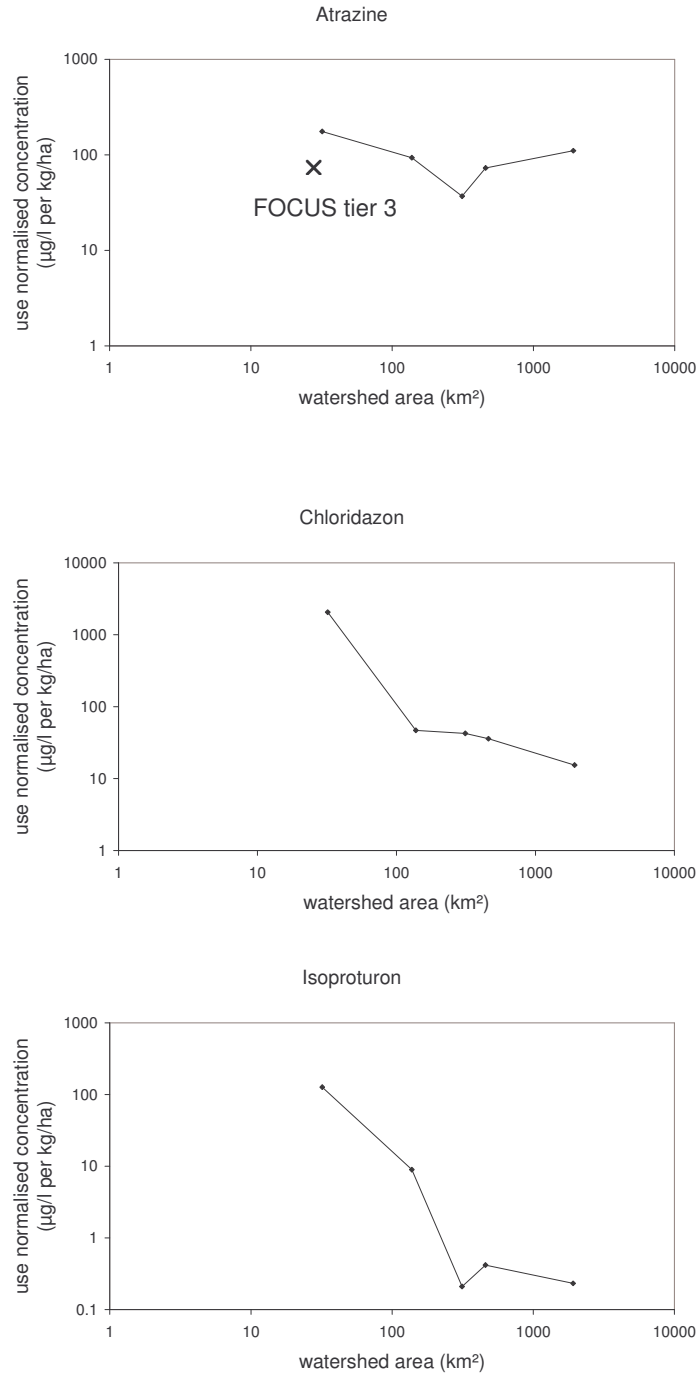 Atrazine
use normalised concentration
(µg/l per kg/ha)
1000
100
10
1
FOCUS tier 3
1 10 100 1000 10000
watershed area (km²)
Chloridazon
use normalised concentration
(µg/l per kg/ha)
10000
1000
100
10
1
1 10 100 1000 10000
watershed area (km²)
Isoproturon
use normalised concentration
(µg/l per kg/ha)
1000
100
10
1
0.1
1 10 100 1000 10000
watershed area (km²)